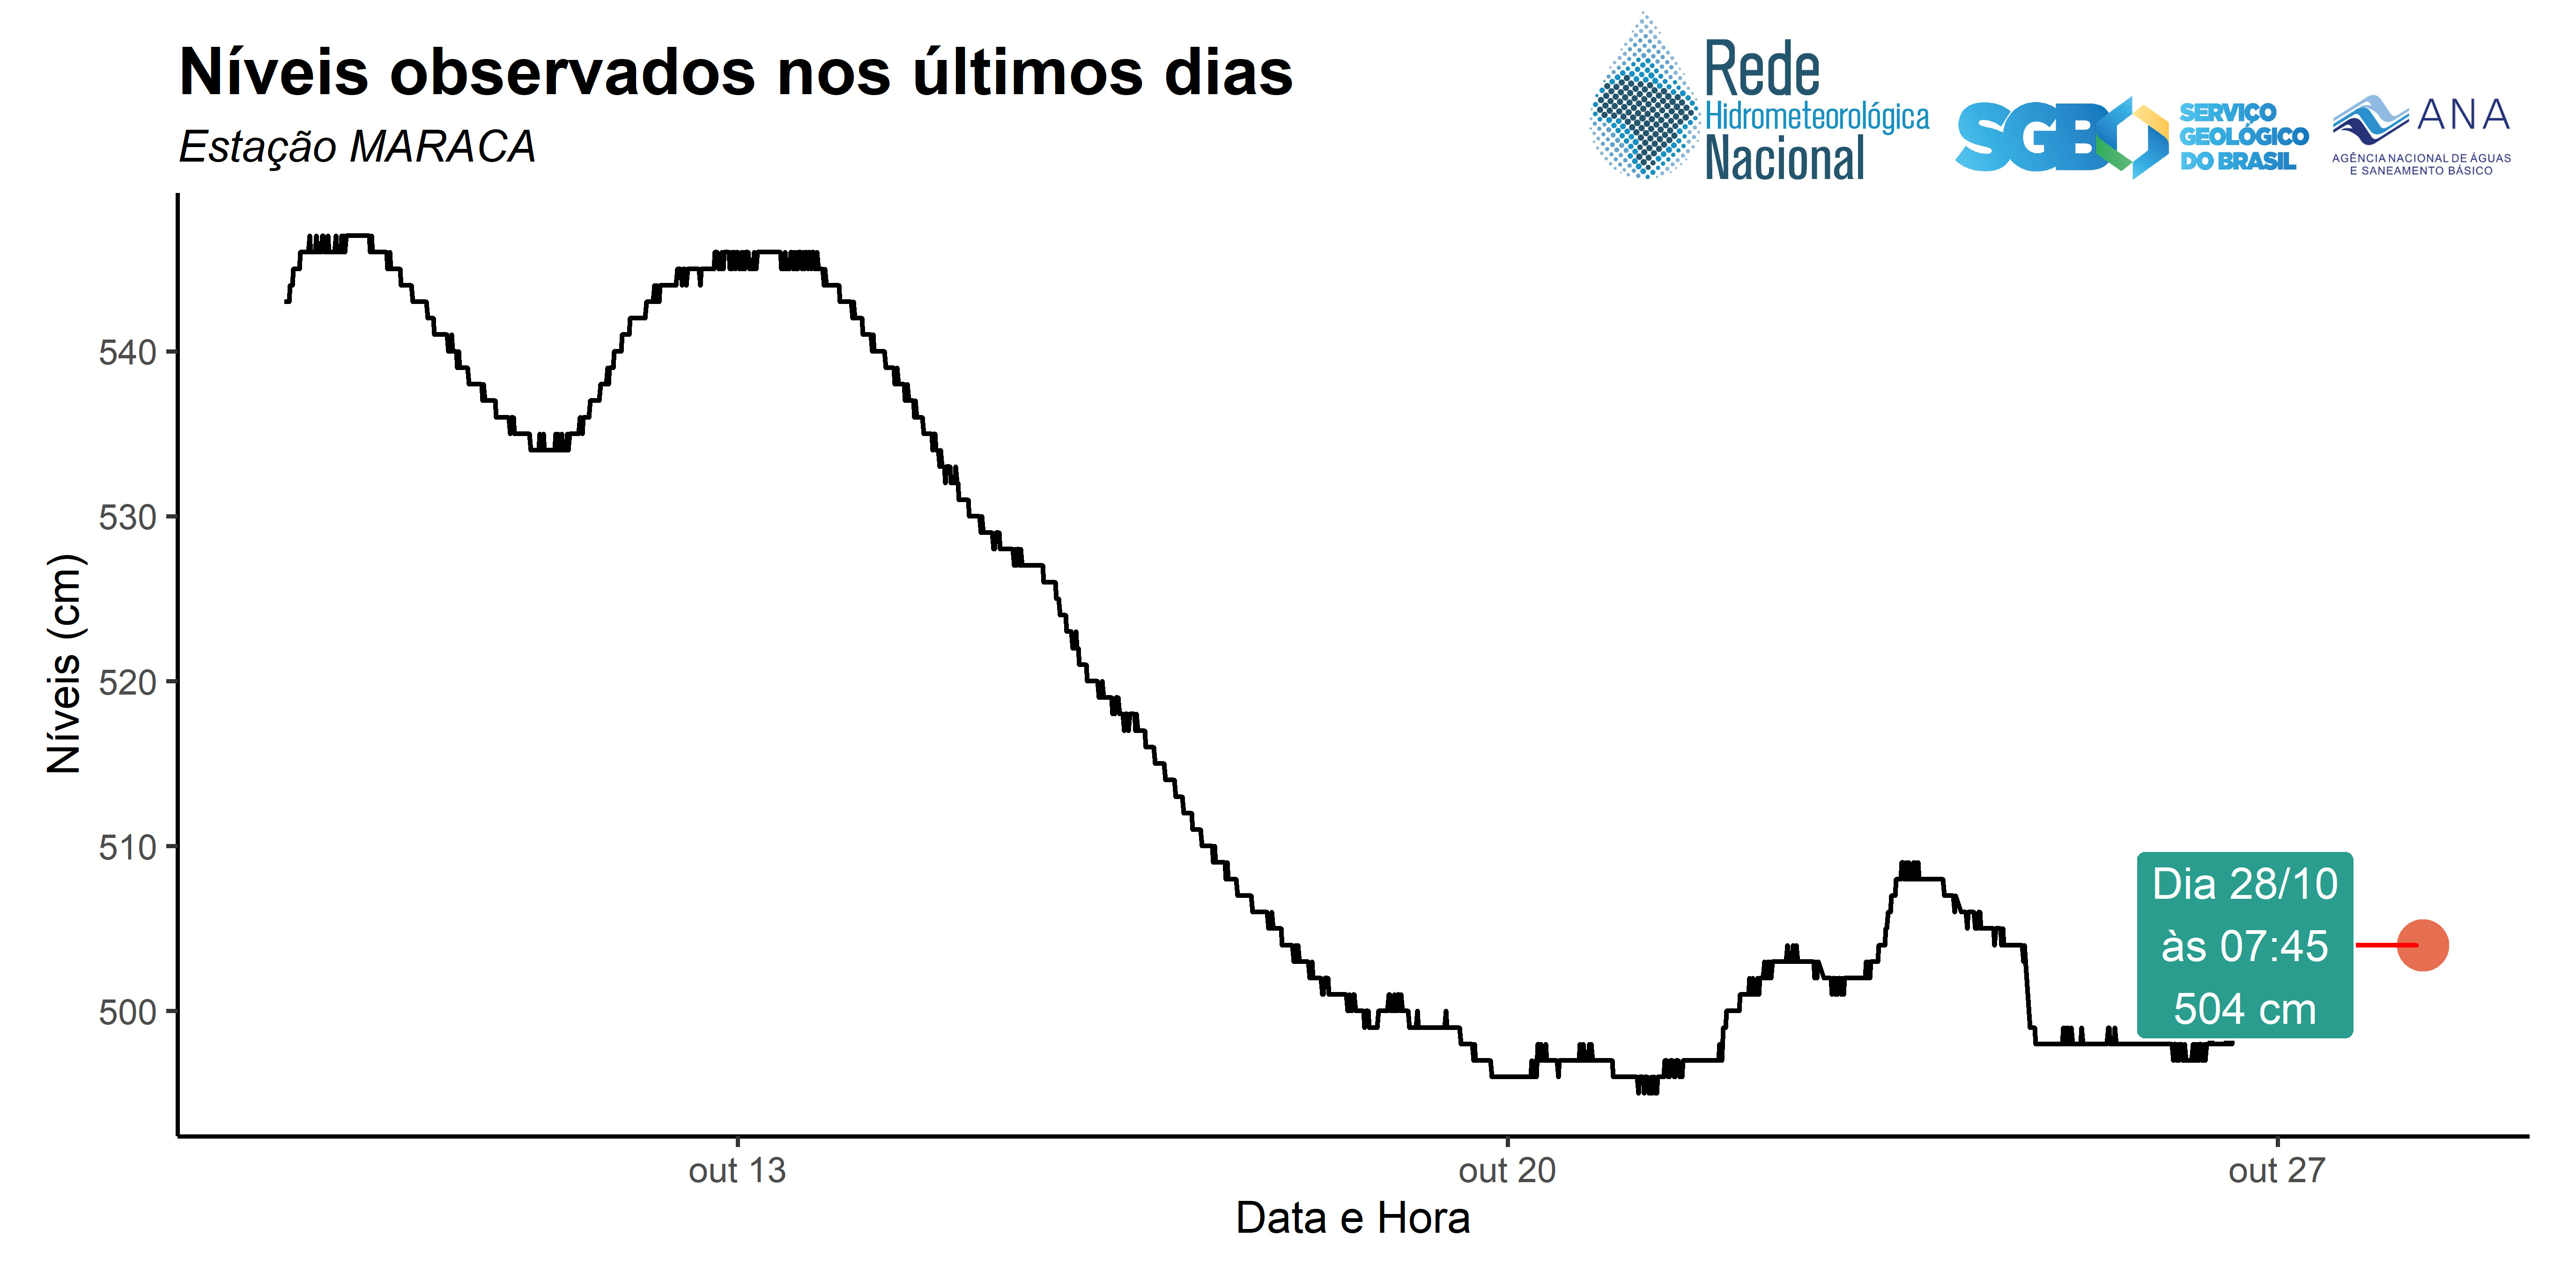 Níveis observados nos últimos dias
Estação MARACA
Rede
Hidrometeorológica
Nacional
SGB
SERVIÇO
GEOLÓGICO
DO BRASIL
ANA
AGÊNCIA NACIONAL DE ÁGUAS
E SANEAMENTO BÁSICO
Níveis (cm)
540
530
520
510
500
Dia 28/10
às 07:45
504 cm
out 13
out 20
out 27
Data e Hora